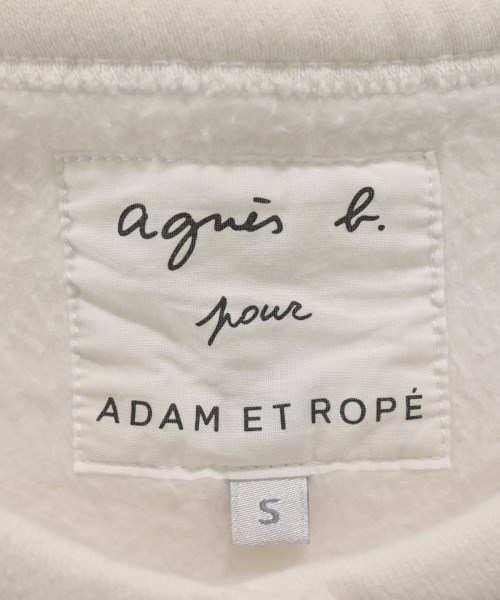 agnès b.
pour
ADAM ET ROPÉ
S